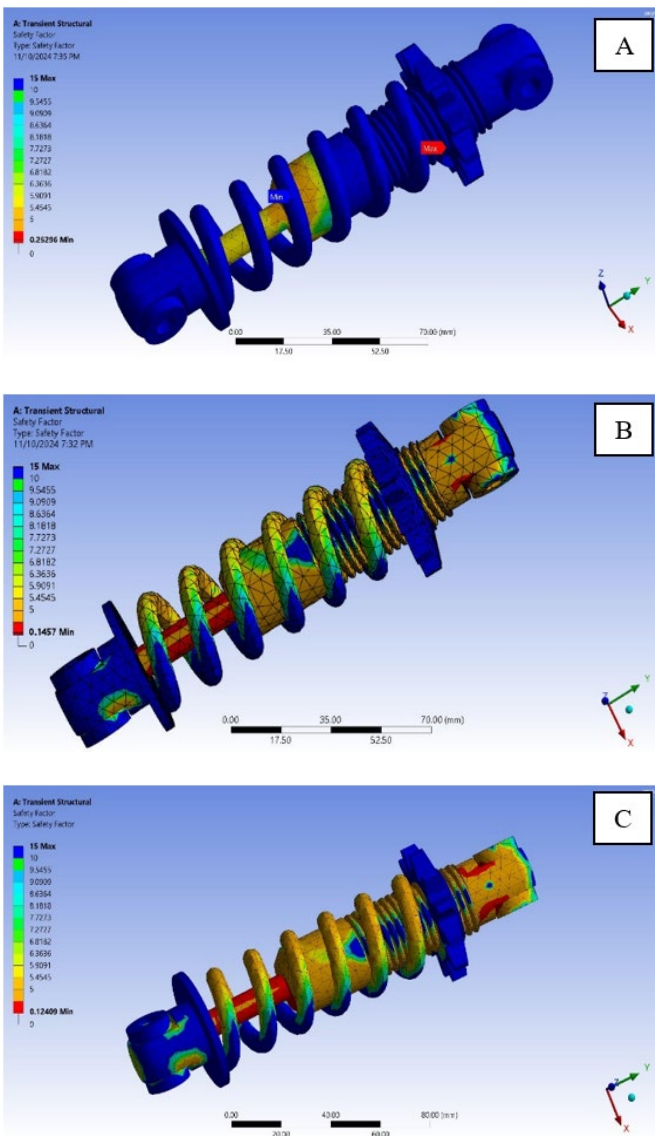 A: Transient Structural
Safety Factor
Type: Safety Factor
11/10/2024 7:35 PM
A
15 Max
10
9.5455
9.0909
8.6364
8.1818
7.7273
7.2727
6.8182
6.3636
5.9091
5.4545
5
0.25296 Min
0
Max
Min
0.00
35.00
70.00 (mm)
17.50
52.50
Z
Y
X
A: Transient Structural
Safety Factor
Type: Safety Factor
11/10/2024 7:32 PM
B
15 Max
10
9.5455
9.0909
8.6364
8.1818
7.7273
7.2727
6.8182
6.3636
5.9091
5.4545
5
0.1457 Min
0
0.00
35.00
70.00 (mm)
17.50
52.50
Z
Y
X
A: Transient Structural
Safety Factor
Type: Safety Factor
C
15 Max
10
9.5455
9.0909
8.6364
8.1818
7.7273
7.2727
6.8182
6.3636
5.9091
5.4545
5
0.12409 Min
0
0.00
40.00
80.00 (mm)
20.00
60.00
Z
Y
X